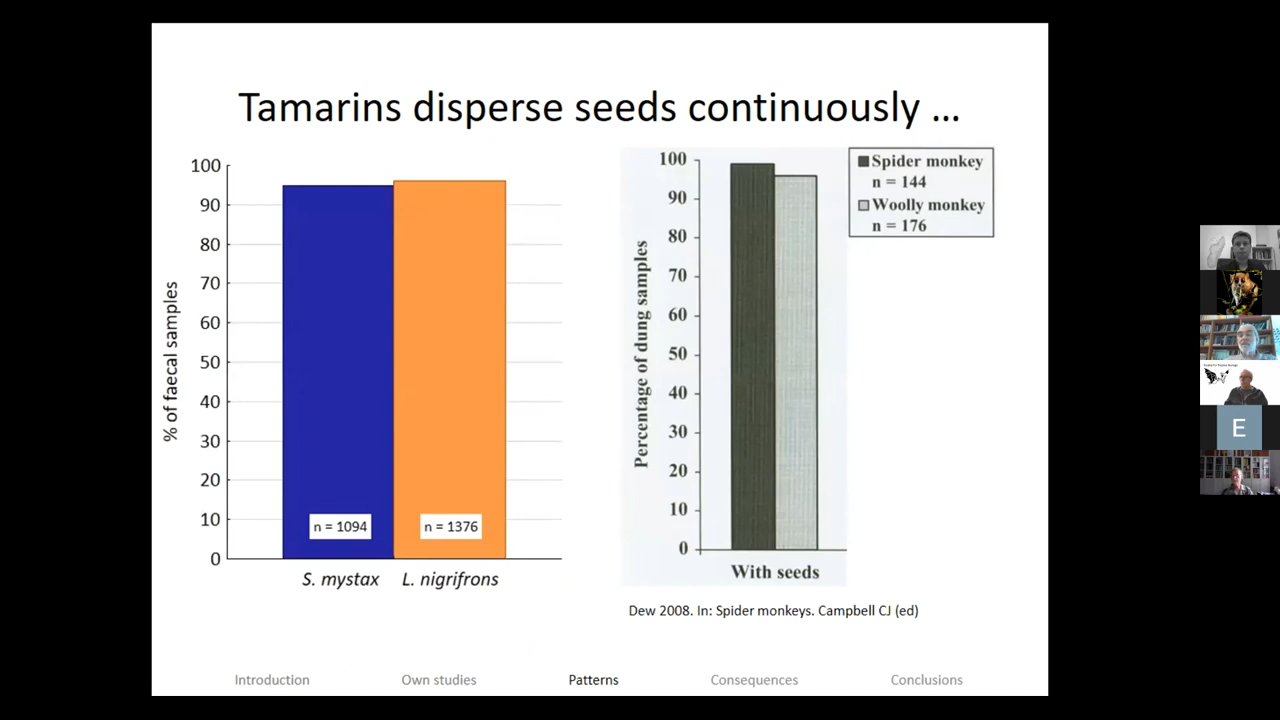 Tamarins disperse seeds continuously ...
100
90
80
70
60
50
40
30
20
10
0
% of faecal samples
n = 1094
n = 1376
S. mystax
L. nigrifrons
100
90
80
70
60
50
40
30
20
10
0
Percentage of dung samples
With seeds
Spider monkey
n = 144
Woolly monkey
n = 176
Dew 2008. In: Spider monkeys. Campbell CJ (ed)
Introduction
Own studies
Patterns
Consequences
Conclusions
E